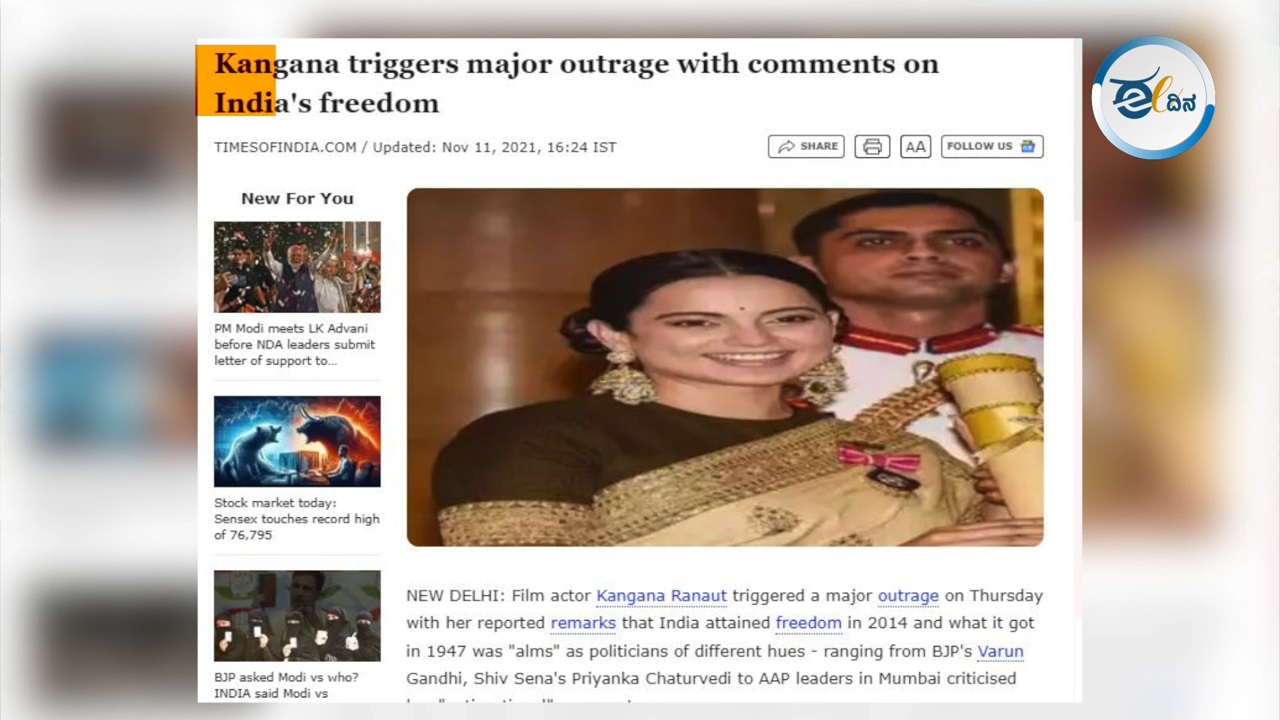 Kangana triggers major outrage with comments on
India's freedom
TIMESOFINDIA.COM / Updated: Nov 11, 2021, 16:24 IST
SHARE
AA
FOLLOW US
ಈದಿನ
New For You
PM Modi meets LK Advani
before NDA leaders submit
letter of support to...
Stock market today:
Sensex touches record high
of 76,795
BJP asked Modi vs who?
INDIA said Modi vs
NEW DELHI: Film actor Kangana Ranaut triggered a major outrage on Thursday
with her reported remarks that India attained freedom in 2014 and what it got
in 1947 was "alms" as politicians of different hues - ranging from BJP's Varun
Gandhi, Shiv Sena's Priyanka Chaturvedi to AAP leaders in Mumbai criticised